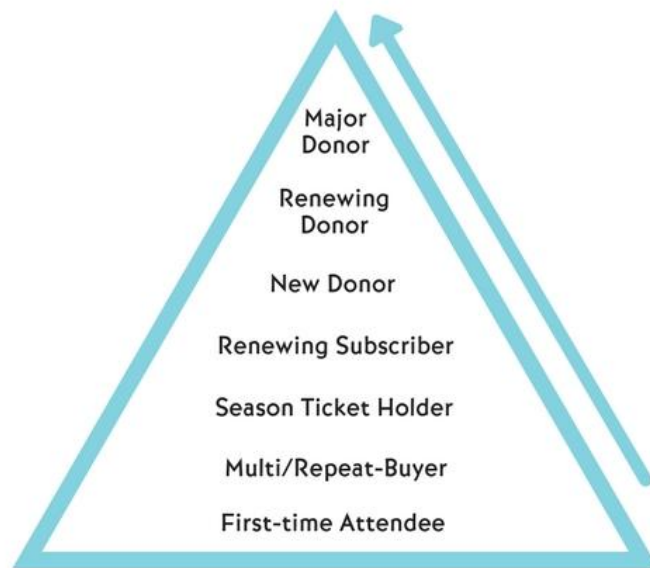 Major
Donor
Renewing
Donor
New Donor
Renewing Subscriber
Season Ticket Holder
Multi/Repeat-Buyer
First-time Attendee